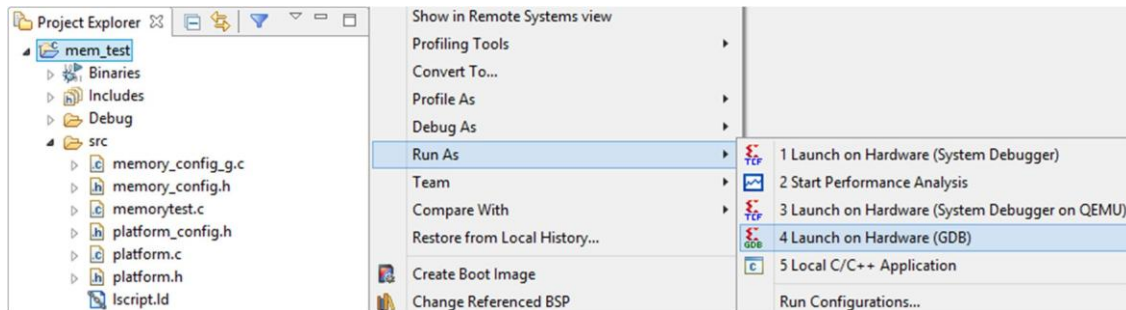 Project Explorer
mem_test
Binaries
Includes
Debug
src
memory_config_g.c
memory_config.h
memorytest.c
platform_config.h
platform.c
platform.h
lscript.ld
Show in Remote Systems view
Profiling Tools
Convert To...
Profile As
Debug As
Run As
Team
Compare With
Restore from Local History...
Create Boot Image
Change Referenced BSP
TCF 1 Launch on Hardware (System Debugger)
2 Start Performance Analysis
TCF 3 Launch on Hardware (System Debugger on QEMU)
GDB 4 Launch on Hardware (GDB)
c 5 Local C/C++ Application
Run Configurations...